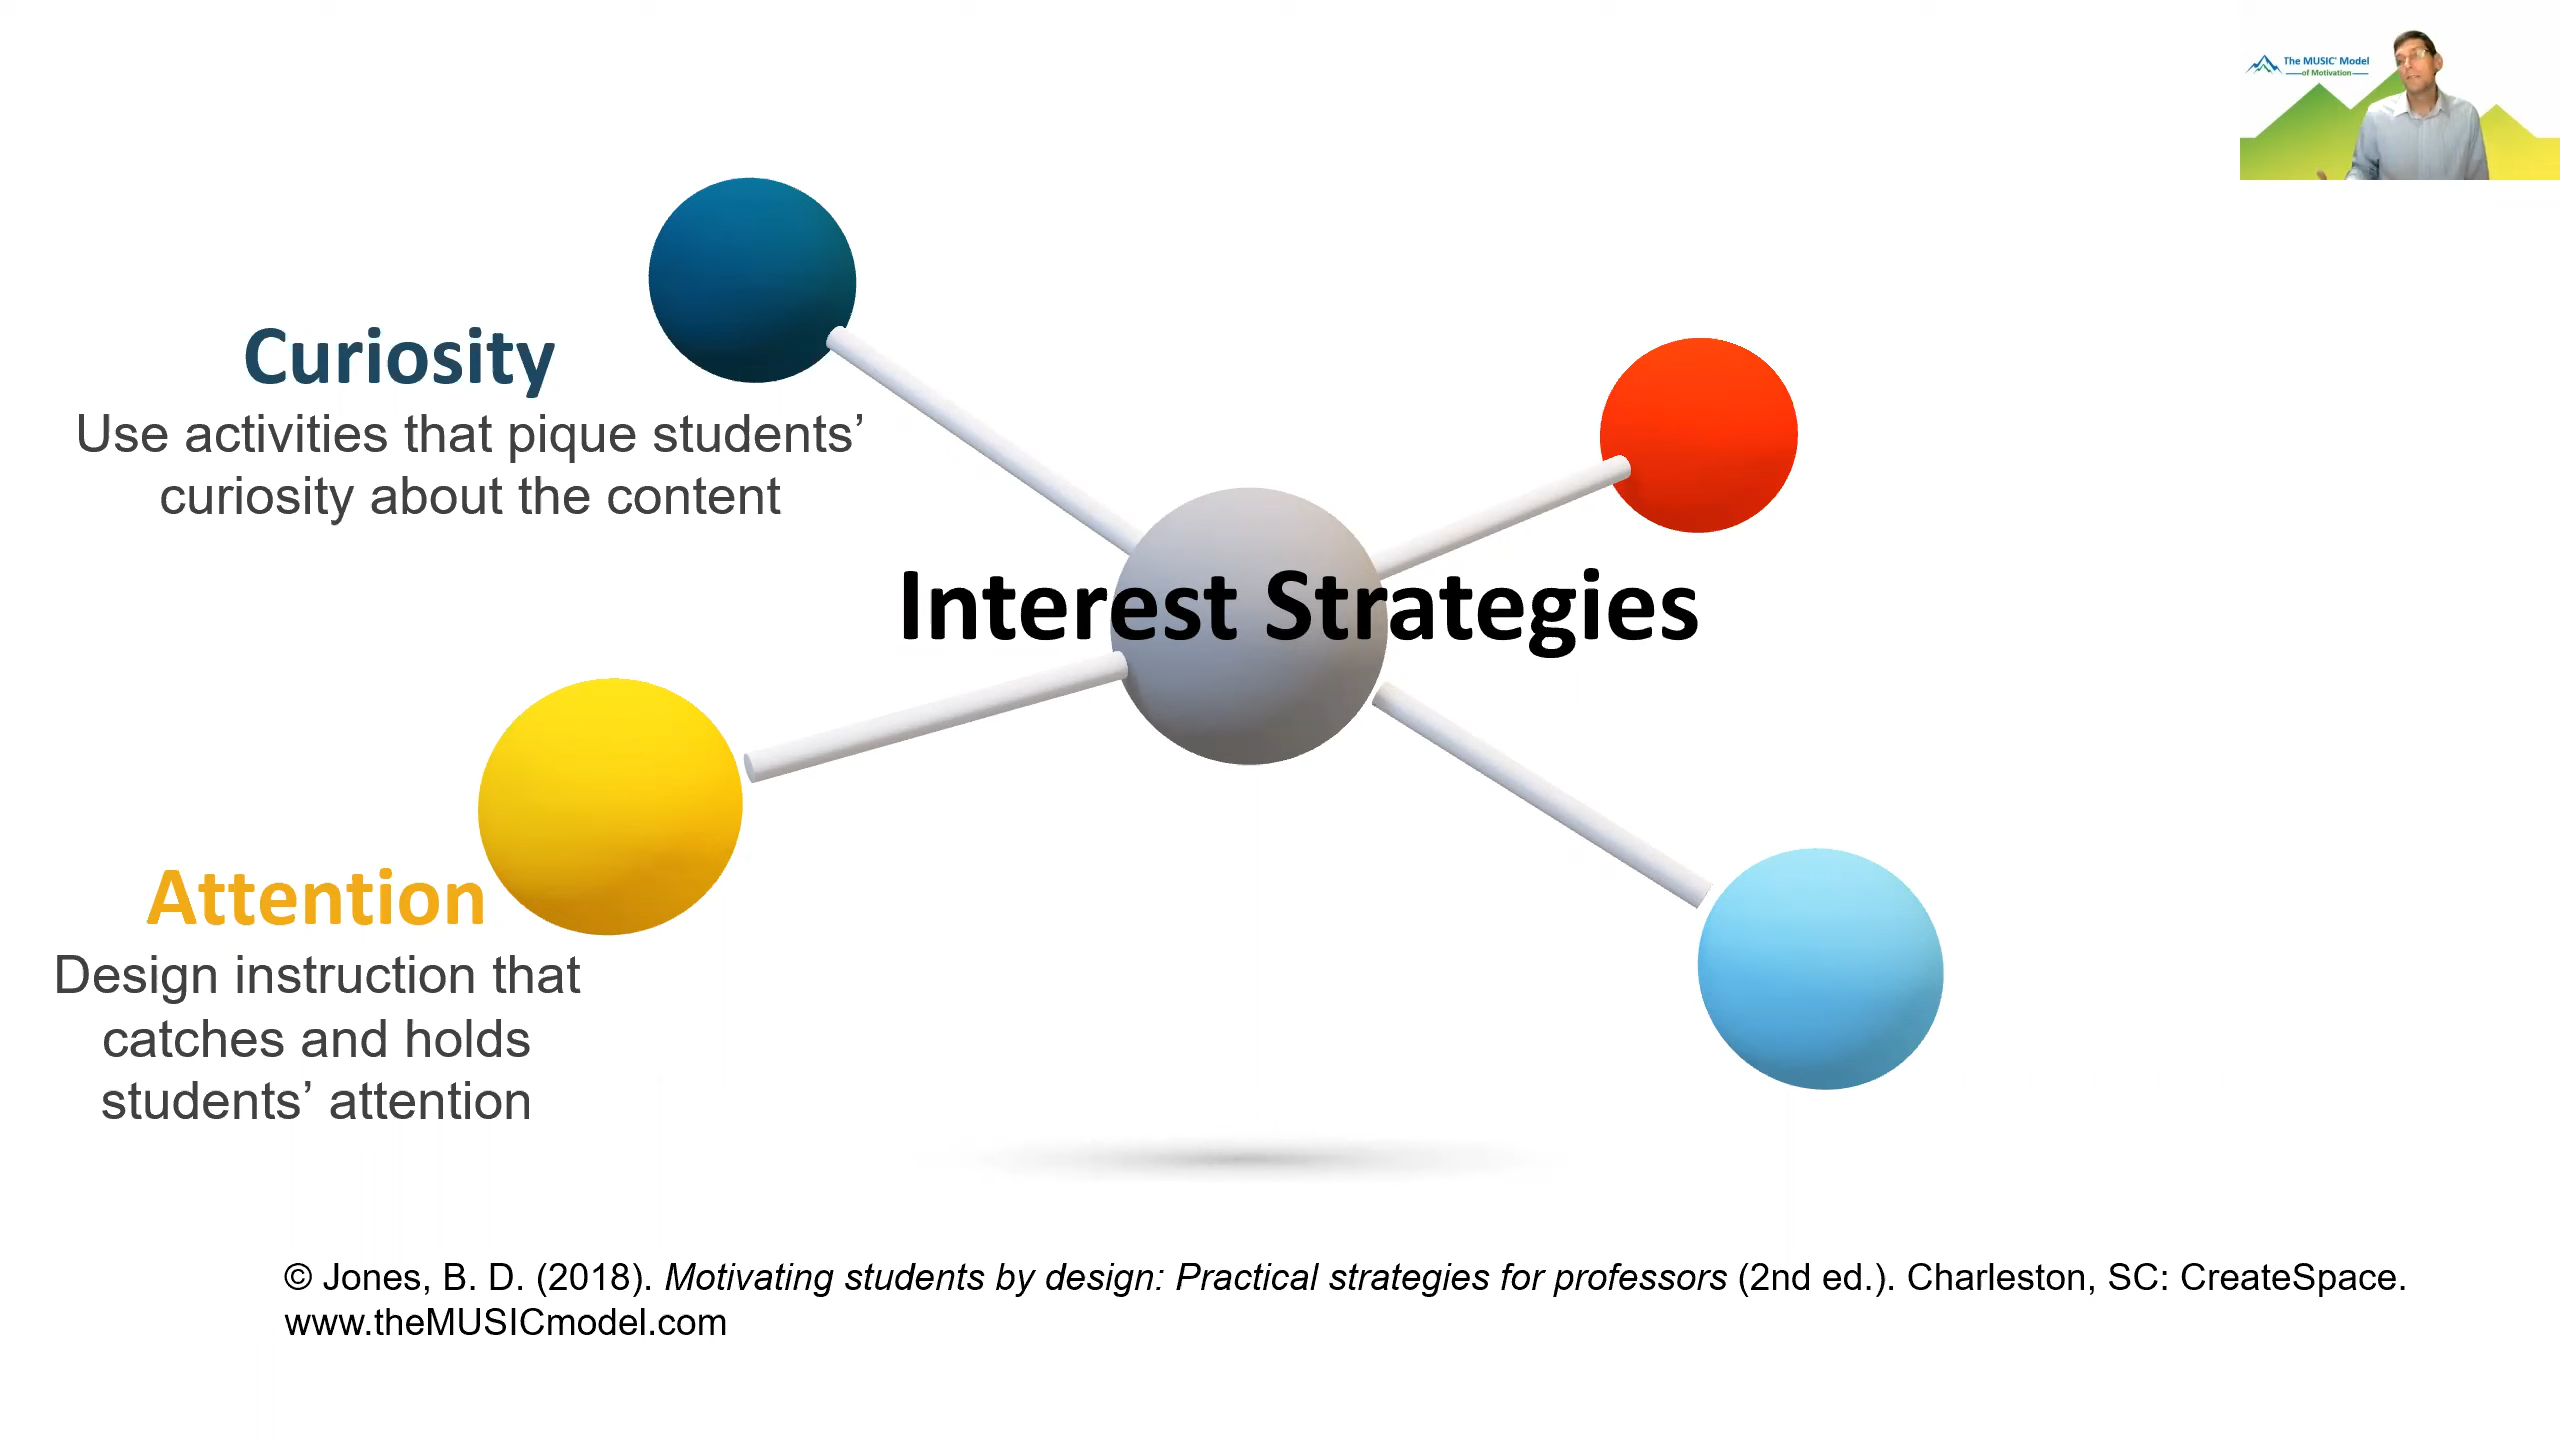 The MUSIC® Model
of Motivation
Curiosity
Use activities that pique students’
curiosity about the content
Interest Strategies
Attention
Design instruction that
catches and holds
students’ attention
© Jones, B. D. (2018). Motivating students by design: Practical strategies for professors (2nd ed.). Charleston, SC: CreateSpace.
www.theMUSICmodel.com